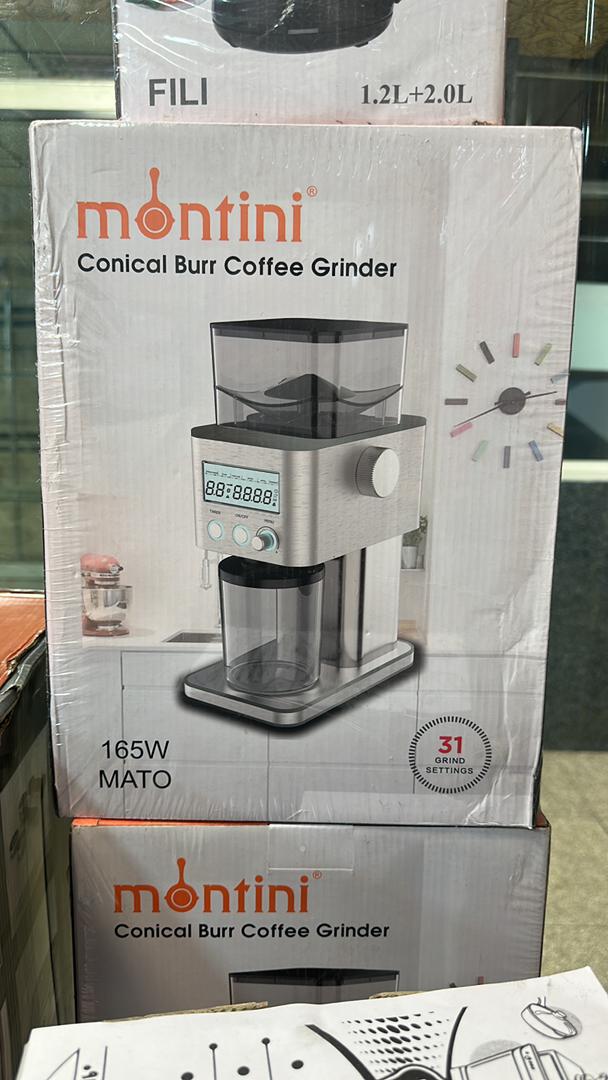 FILI
1.2L+2.0L
montini®
Conical Burr Coffee Grinder
88:8888
TIMER
ON/OFF
MENU
165W
MATO
31
GRIND
SETTINGS
montini®
Conical Burr Coffee Grinder